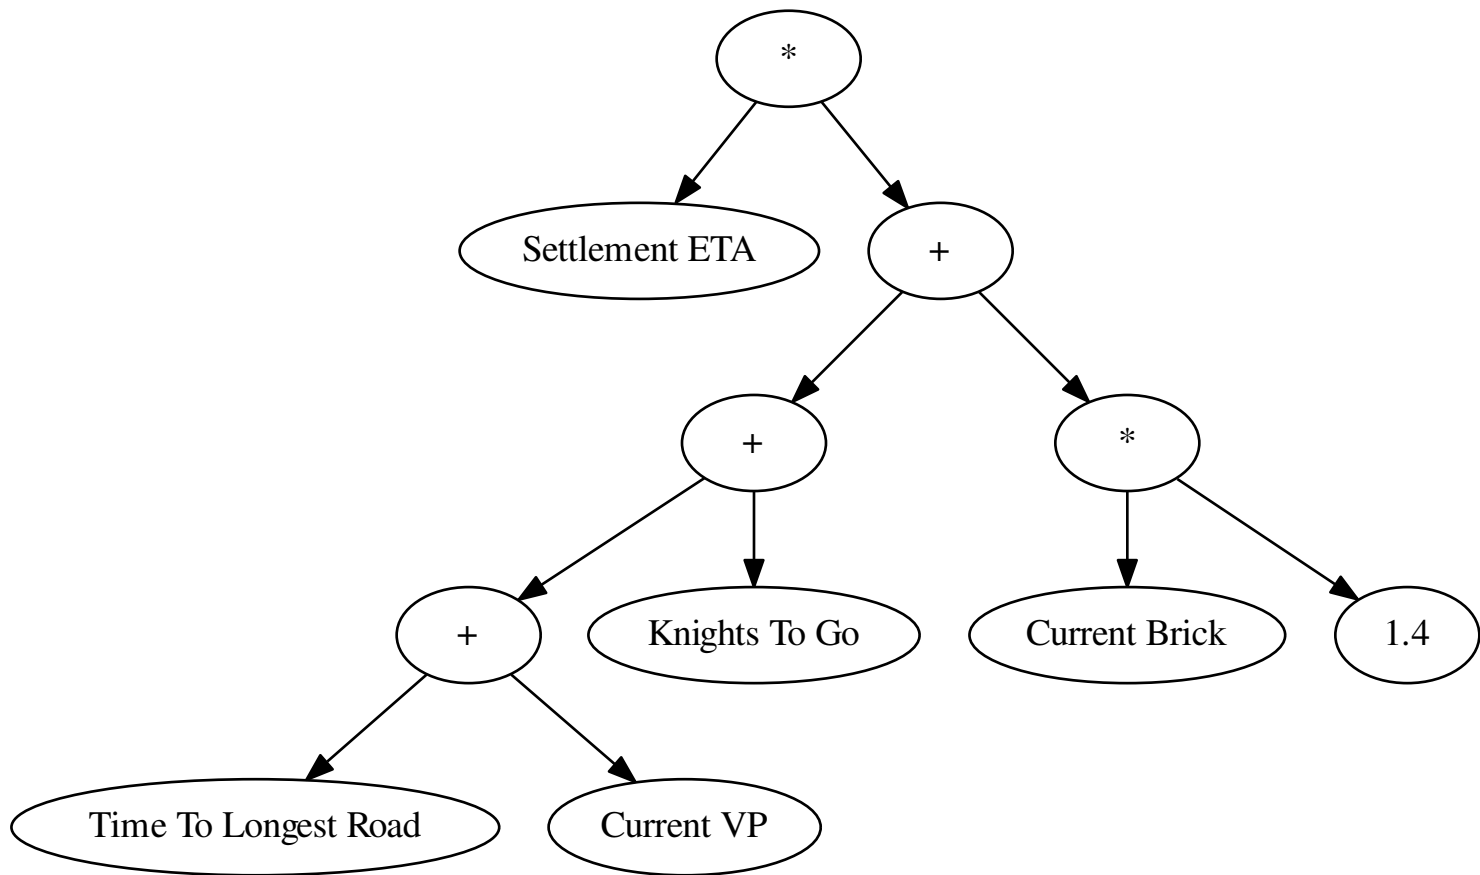 *
Settlement ETA
+
+
*
+
Knights To Go
Current Brick
1.4
Time To Longest Road
Current VP